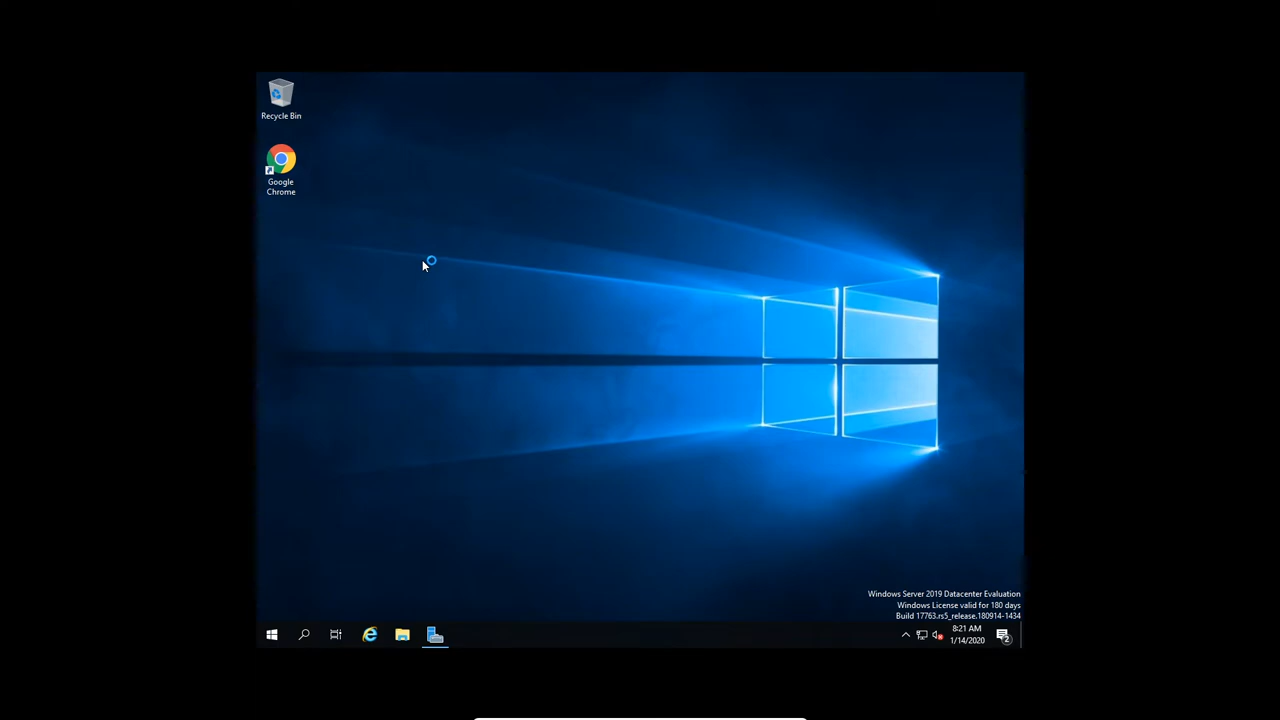 Recycle Bin
Google
Chrome
Windows Server 2019 Datacenter Evaluation
Windows License valid for 180 days
Build 17763.rs5_release.180914-1434
8:21 AM
1/14/2020
2